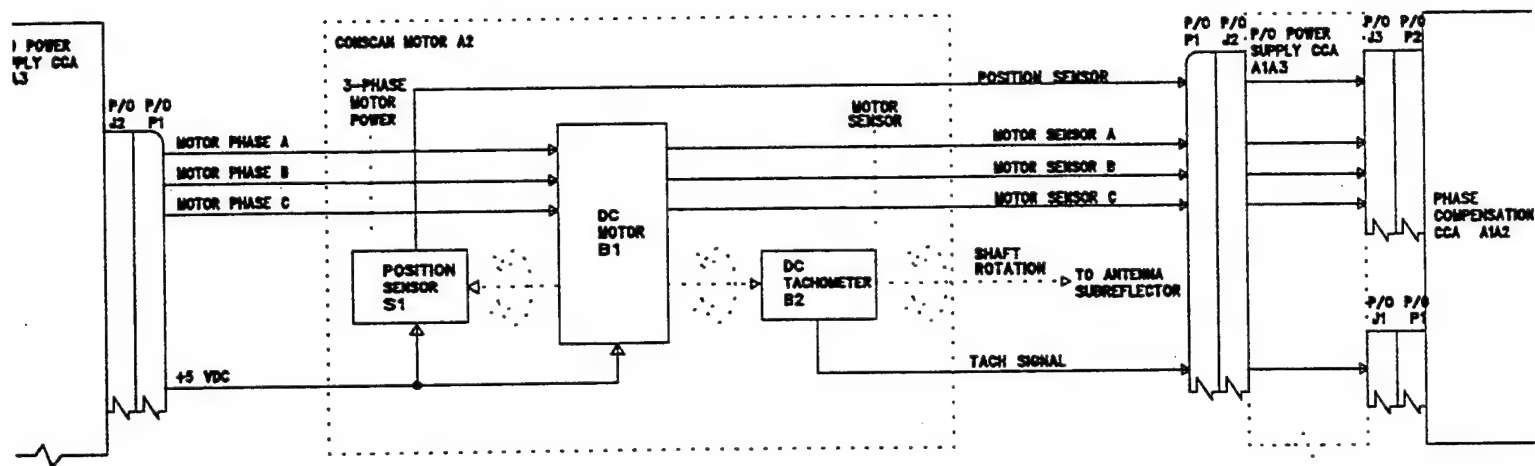 POWER
SUPPLY CCA
A3
P/O
J2
P/O
P1
MOTOR PHASE A
MOTOR PHASE B
MOTOR PHASE C
+5 VDC
CONSCAN MOTOR A2
3-PHASE
MOTOR
POWER
POSITION
SENSOR
S1
DC
MOTOR
B1
MOTOR
SENSOR
DC
TACHOMETER
B2
POSITION SENSOR
MOTOR SENSOR A
MOTOR SENSOR B
MOTOR SENSOR C
SHAFT
ROTATION
TO ANTENNA
SUBREFLECTOR
TACH SIGNAL
P/O
P1
P/O
J2
P/O POWER
SUPPLY CCA
A1A3
P/O
J3
P/O
P2
PHASE
COMPENSATION
CCA A1A2
P/O
J1
P/O
P1